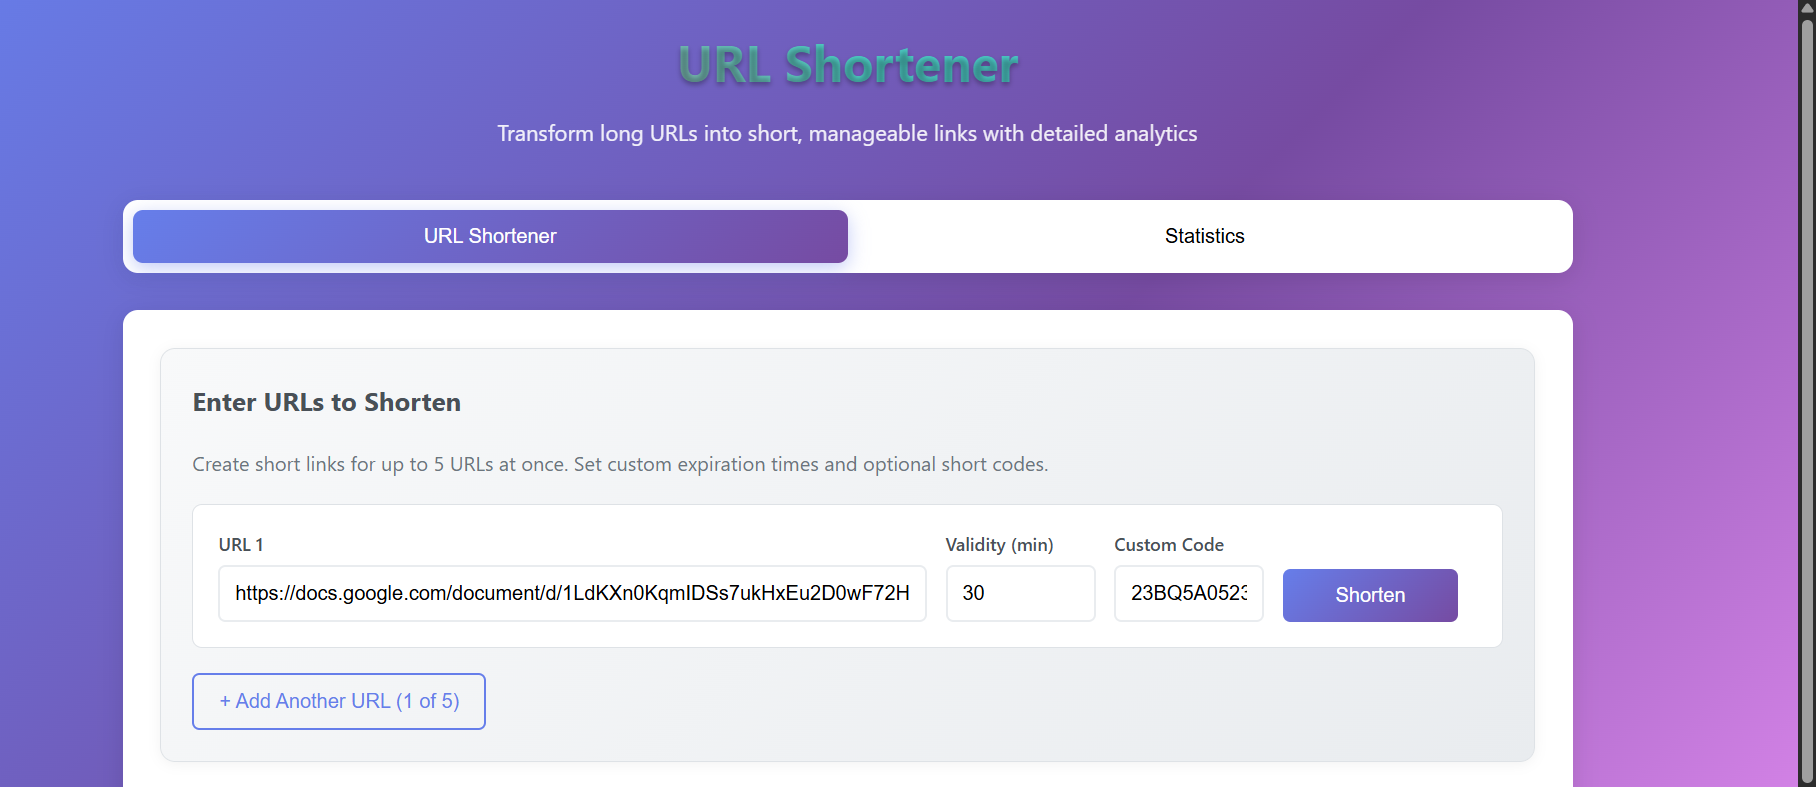 URL Shortener
Transform long URLs into short, manageable links with detailed analytics
URL Shortener
Statistics
Enter URLs to Shorten
Create short links for up to 5 URLs at once. Set custom expiration times and optional short codes.
URL 1
Validity (min)
Custom Code
https://docs.google.com/document/d/1LdKXn0KqmIDSs7ukHxEu2D0wF72H
30
23BQ5A0523
Shorten
+ Add Another URL (1 of 5)